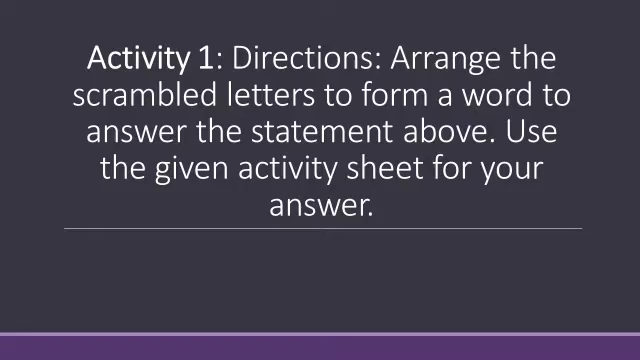 Activity 1: Directions: Arrange the
scrambled letters to form a word to
answer the statement above. Use
the given activity sheet for your
answer.